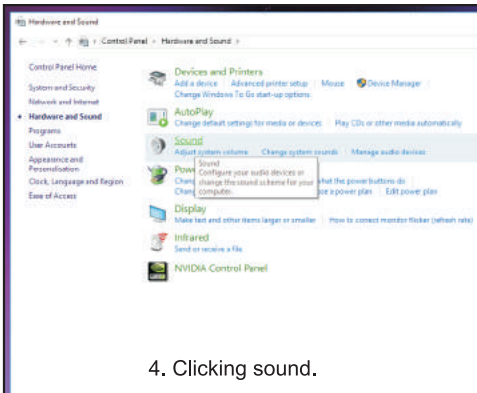 Hardware and Sound
Control Panel › Hardware and Sound ›
Control Panel Home
System and Security
Network and Internet
Hardware and Sound
Programs
User Accounts
Appearance and
Personalisation
Clock, Language and Region
Ease of Access
Devices and Printers
Add a device | Advanced printer setup | Mouse | Device Manager |
Change Windows To Go start-up options
AutoPlay
Change default settings for media or devices | Play CDs or other media automatically
Sound
Adjust system volume | Change system sounds | Manage audio devices
Sound
Configure your audio devices or
change the sound scheme for your
computer.
Pow
Chan
what the power buttons do
Chang
ose a power plan | Edit power plan
Display
Make text and other items larger or smaller | How to correct monitor flicker (refresh rate)
Infrared
Send or receive a file
NVIDIA Control Panel
4. Clicking sound.